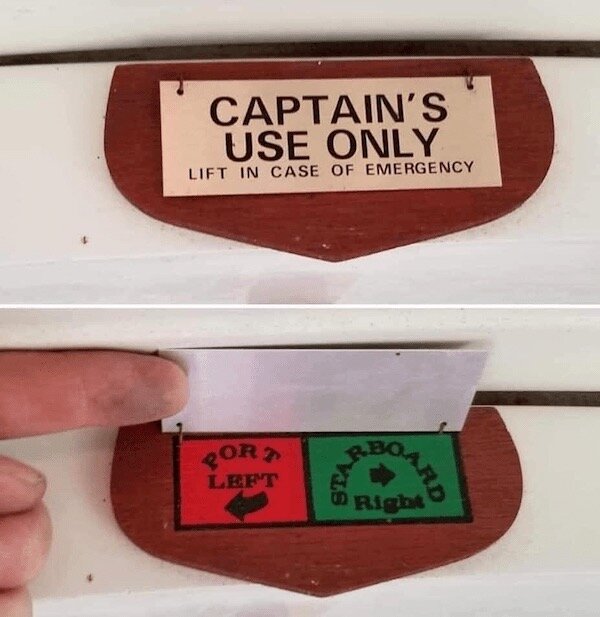 CAPTAIN'S
USE ONLY
LIFT IN CASE OF EMERGENCY
PORT
LEFT
STARBOARD
Right